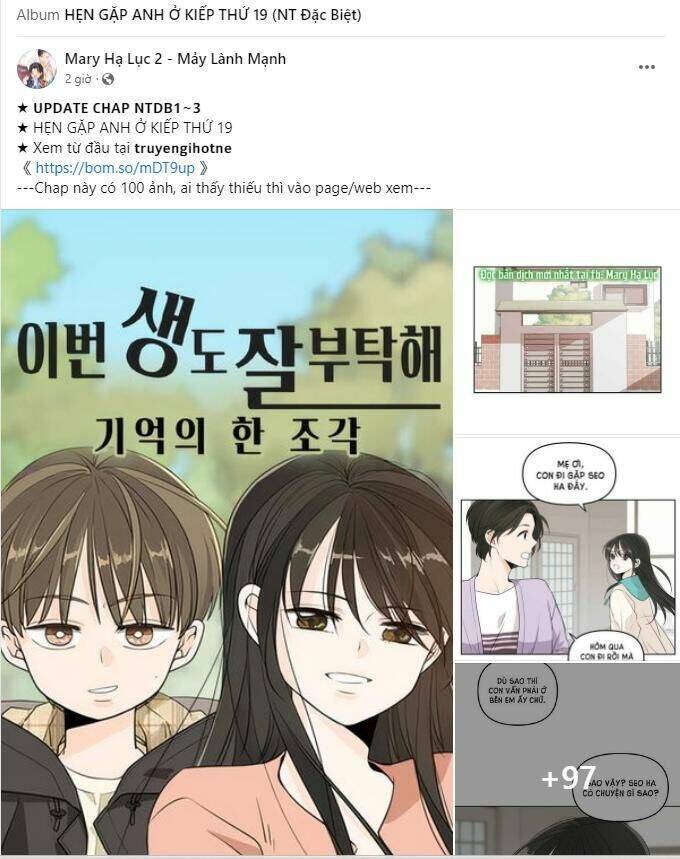 Album HẸN GẶP ANH Ở KIẾP THỨ 19 (NT Đặc Biệt)
Mary Hạ Lục 2 - Mảy Lành Mạnh
2 giờ ·
★ UPDATE CHAP NTDB1~3
★ HẸN GẶP ANH Ở KIẾP THỨ 19
★ Xem từ đầu tại truyengihotne
《 https://bom.so/mDT9up 》
---Chap này có 100 ảnh, ai thấy thiếu thì vào page/web xem---
이번 생도 잘 부탁해
기억의 한 조각
Đọc bản dịch mới nhất tại fb: Mary Hạ Lục
MẸ ƠI,
CON ĐI GẶP SEO
HA ĐÂY.
HÔM QUA
CON ĐI RỒI MÀ
DÙ SAO THÌ
CON VẪN PHẢI Ở
BÊN EM ẤY CHỨ.
+97
SAO VẬY? SEO HA
CÓ CHUYỆN GÌ SAO?